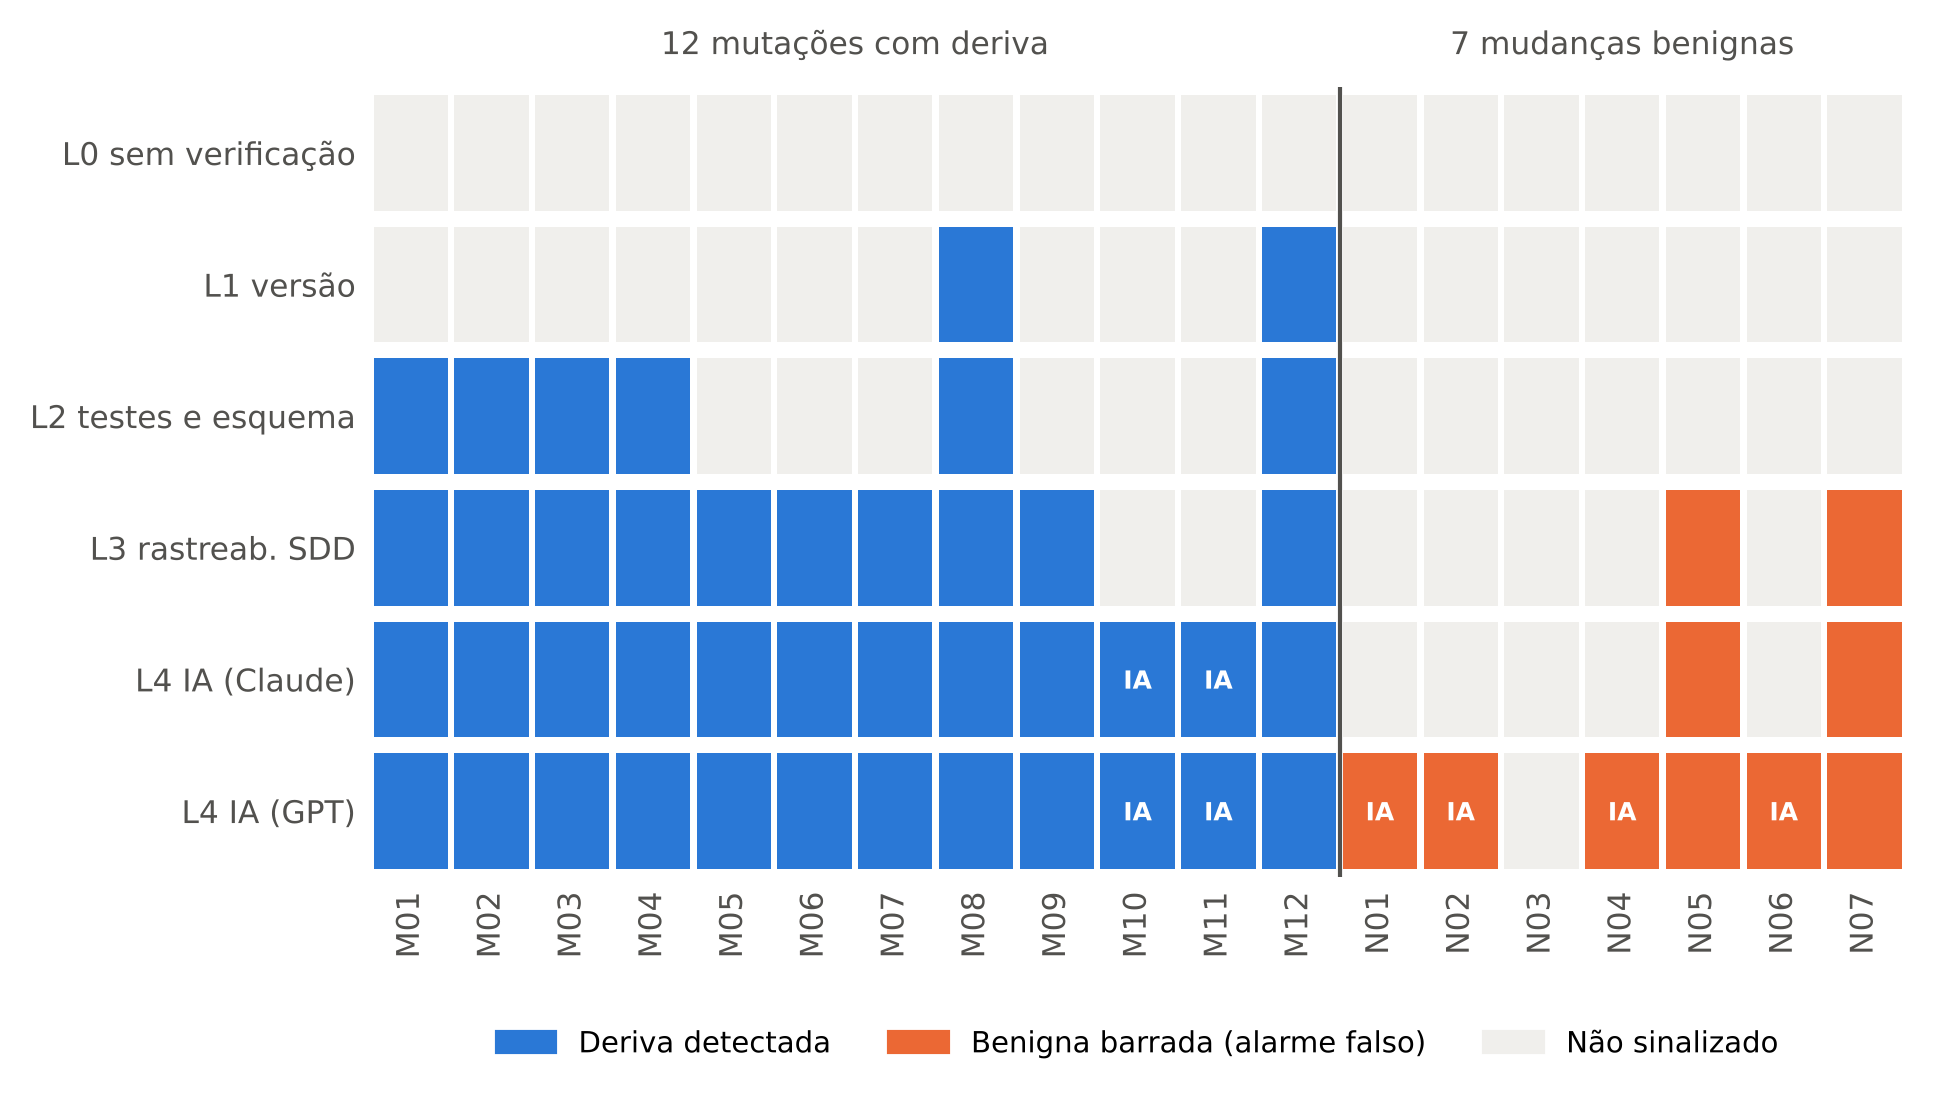 12 mutações com deriva
7 mudanças benignas
L0 sem verificação
L1 versão
L2 testes e esquema
L3 rastreab. SDD
L4 IA (Claude)
IA IA
L4 IA (GPT)
IA IA IA IA IA IA
M01 M02 M03 M04 M05 M06 M07 M08 M09 M10 M11 M12 N01 N02 N03 N04 N05 N06 N07
Deriva detectada
Benigna barrada (alarme falso)
Não sinalizado